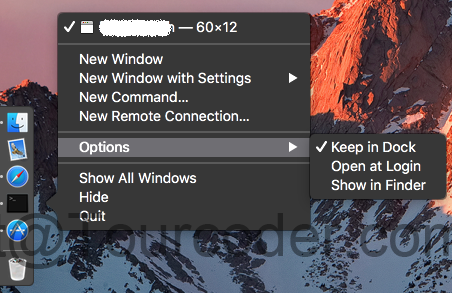 — 60×12
New Window
New Window with Settings
New Command...
New Remote Connection...
Options
Keep in Dock
Open at Login
Show in Finder
Show All Windows
Hide
Quit
@Tourcoder.com